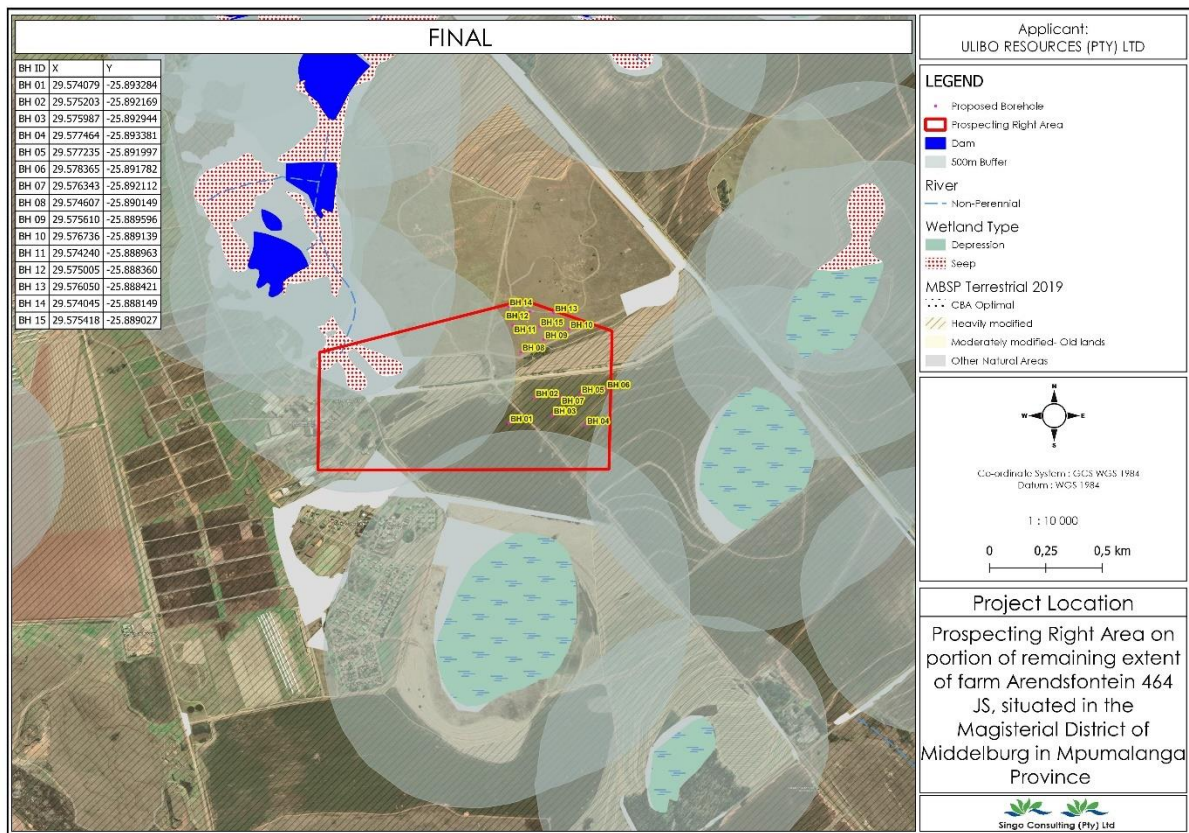 FINAL
BH ID X Y
BH 01 29.574079 -25.893284
BH 02 29.575203 -25.892169
BH 03 29.575987 -25.892944
BH 04 29.577464 -25.893381
BH 05 29.577235 -25.891997
BH 06 29.578365 -25.891782
BH 07 29.576343 -25.892112
BH 08 29.574607 -25.890149
BH 09 29.575610 -25.889596
BH 10 29.576736 -25.889139
BH 11 29.574240 -25.888963
BH 12 29.575005 -25.888360
BH 13 29.576050 -25.888421
BH 14 29.574045 -25.888149
BH 15 29.575418 -25.889027
BH 14
BH 13
BH 12
BH 15
BH 10
BH 11
BH 09
BH 08
BH 06
BH 05
BH 02
BH 07
BH 03
BH 01
BH 04
Applicant:
ULIBO RESOURCES (PTY) LTD
LEGEND
Proposed Borehole
Prospecting Right Area
Dam
500m Buffer
River
Non-Perennial
Wetland Type
Depression
Seep
MBSP Terrestrial 2019
CBA Optimal
Heavily modified
Moderately modified- Old lands
Other Natural Areas
N
W E
S
Co-ordinate System : GCS WGS 1984
Datum : WGS 1984
1 : 10 000
0 0,25 0,5 km
Project Location
Prospecting Right Area on
portion of remaining extent
of farm Arendsfontein 464
JS, situated in the
Magisterial District of
Middelburg in Mpumalanga
Province
Singo Consulting (Pty) Ltd